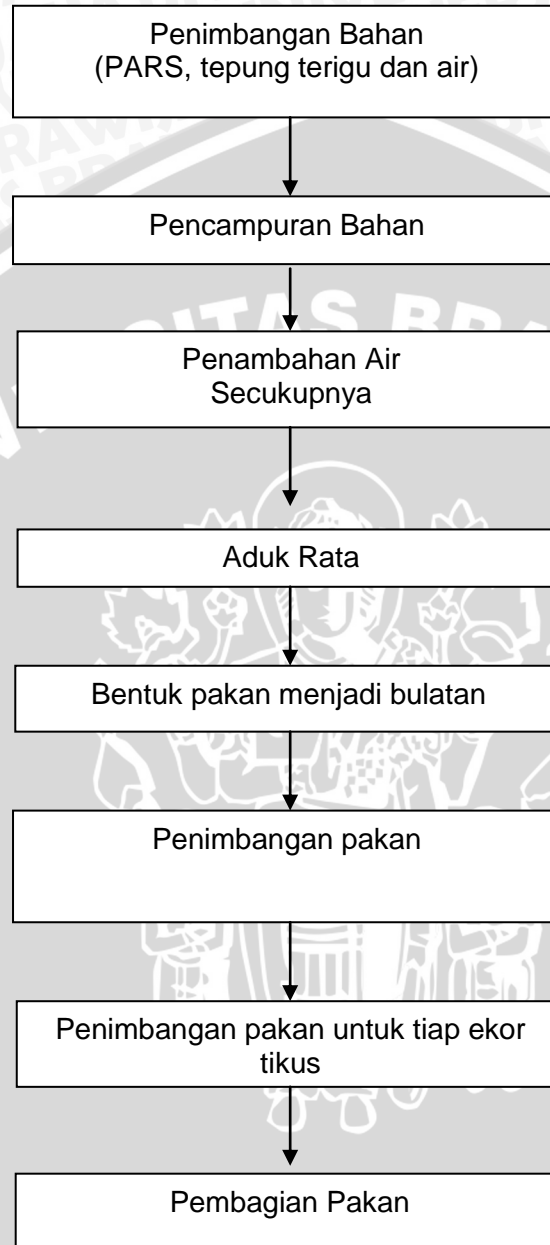 Penimbangan Bahan
(PARS, tepung terigu dan air)
Pencampuran Bahan
Penambahan Air
Secukupnya
Aduk Rata
Bentuk pakan menjadi bulatan
Penimbangan pakan
Penimbangan pakan untuk tiap ekor
tikus
Pembagian Pakan